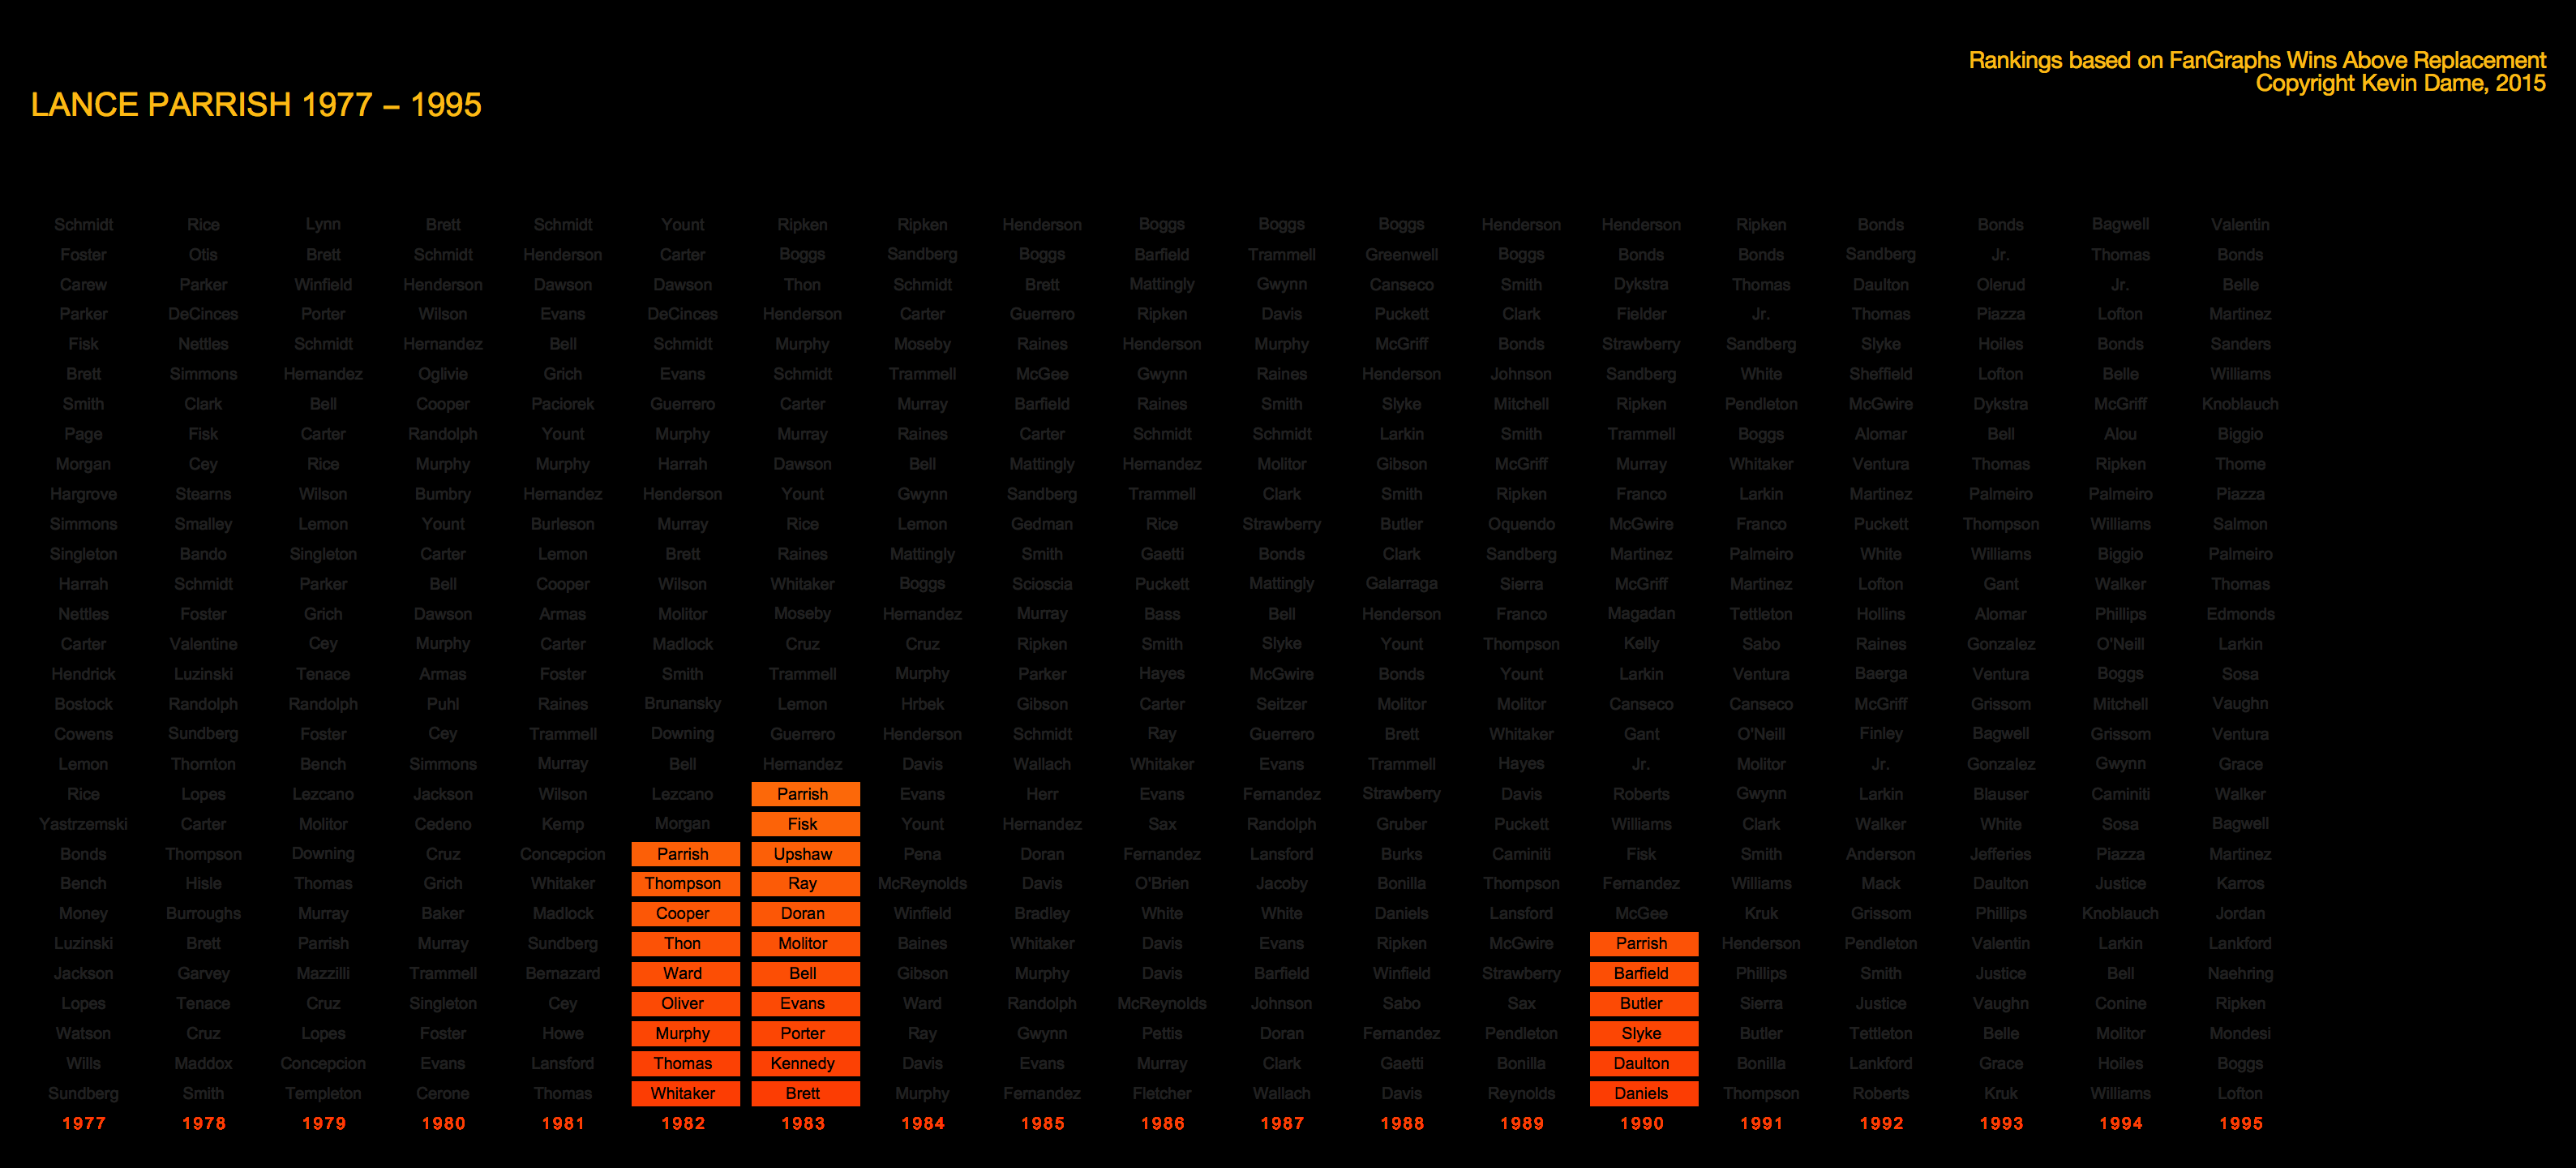 Rankings based on FanGraphs Wins Above Replacement
Copyright Kevin Dame, 2015
LANCE PARRISH 1977 – 1995
Schmidt Rice Lynn Brett Schmidt Yount Ripken Ripken Henderson Boggs Boggs Boggs Henderson Henderson Ripken Bonds Bonds Bagwell Valentin
Foster Otis Brett Schmidt Henderson Carter Boggs Sandberg Boggs Barfield Trammell Greenwell Boggs Bonds Bonds Sandberg Jr. Thomas Bonds
Carew Parker Winfield Henderson Dawson Dawson Thon Schmidt Brett Mattingly Gwynn Canseco Smith Dykstra Thomas Daulton Olerud Jr. Belle
Parker DeCinces Porter Wilson Evans DeCinces Henderson Carter Guerrero Ripken Davis Puckett Clark Fielder Jr. Thomas Piazza Lofton Martinez
Fisk Nettles Schmidt Hernandez Bell Schmidt Murphy Moseby Raines Henderson Murphy McGriff Bonds Strawberry Sandberg Slyke Hoiles Bonds Sanders
Brett Simmons Hernandez Oglivie Grich Evans Schmidt Trammell McGee Gwynn Raines Henderson Johnson Sandberg White Sheffield Lofton Belle Williams
Smith Clark Bell Cooper Paciorek Guerrero Carter Murray Barfield Raines Smith Slyke Mitchell Ripken Pendleton McGwire Dykstra McGriff Knoblauch
Page Fisk Carter Randolph Yount Murphy Murray Raines Carter Schmidt Schmidt Larkin Smith Trammell Boggs Alomar Bell Alou Biggio
Morgan Cey Rice Murphy Murphy Harrah Dawson Bell Mattingly Hernandez Molitor Gibson McGriff Murray Whitaker Ventura Thomas Ripken Thome
Hargrove Stearns Wilson Bumbry Hernandez Henderson Yount Gwynn Sandberg Trammell Clark Smith Ripken Franco Larkin Martinez Palmeiro Palmeiro Piazza
Simmons Smalley Lemon Yount Burleson Murray Rice Lemon Gedman Rice Strawberry Butler Oquendo McGwire Franco Puckett Thompson Williams Salmon
Singleton Bando Singleton Carter Lemon Brett Raines Mattingly Smith Gaetti Bonds Clark Sandberg Martinez Palmeiro White Williams Biggio Palmeiro
Harrah Schmidt Parker Bell Cooper Wilson Whitaker Boggs Scioscia Puckett Mattingly Galarraga Sierra McGriff Martinez Lofton Gant Walker Thomas
Nettles Foster Grich Dawson Armas Molitor Moseby Hernandez Murray Bass Bell Henderson Franco Magadan Tettleton Hollins Alomar Phillips Edmonds
Carter Valentine Cey Murphy Carter Madlock Cruz Cruz Ripken Smith Slyke Yount Thompson Kelly Sabo Raines Gonzalez O'Neill Larkin
Hendrick Luzinski Tenace Armas Foster Smith Trammell Murphy Parker Hayes McGwire Bonds Yount Larkin Ventura Baerga Ventura Boggs Sosa
Bostock Randolph Randolph Puhl Raines Brunansky Lemon Hrbek Gibson Carter Seitzer Molitor Molitor Canseco Canseco McGriff Grissom Mitchell Vaughn
Cowens Sundberg Foster Cey Trammell Downing Guerrero Henderson Schmidt Ray Guerrero Brett Whitaker Gant O'Neill Finley Bagwell Grissom Ventura
Lemon Thornton Bench Simmons Murray Bell Hernandez Davis Wallach Whitaker Evans Trammell Hayes Jr. Molitor Jr. Gonzalez Gwynn Grace
Rice Lopes Lezcano Jackson Wilson Lezcano Parrish Evans Herr Evans Fernandez Strawberry Davis Roberts Gwynn Larkin Blauser Caminiti Walker
Yastrzemski Carter Molitor Cedeno Kemp Morgan Fisk Yount Hernandez Sax Randolph Gruber Puckett Williams Clark Walker White Sosa Bagwell
Bonds Thompson Downing Cruz Concepcion Parrish Upshaw Pena Doran Fernandez Lansford Burks Caminiti Fisk Smith Anderson Jefferies Piazza Martinez
Bench Hisle Thomas Grich Whitaker Thompson Ray McReynolds Davis O'Brien Jacoby Bonilla Thompson Fernandez Williams Mack Daulton Justice Karros
Money Burroughs Murray Baker Madlock Cooper Doran Winfield Bradley White White Daniels Lansford McGee Kruk Grissom Phillips Knoblauch Jordan
Luzinski Brett Parrish Murray Sundberg Thon Molitor Baines Whitaker Davis Evans Ripken McGwire Parrish Henderson Pendleton Valentin Larkin Lankford
Jackson Garvey Mazzilli Trammell Bernazard Ward Bell Gibson Murphy Davis Barfield Winfield Strawberry Barfield Phillips Smith Justice Bell Naehring
Lopes Tenace Cruz Singleton Cey Oliver Evans Ward Randolph McReynolds Johnson Sabo Sax Butler Sierra Justice Vaughn Conine Ripken
Watson Cruz Lopes Foster Howe Murphy Porter Ray Gwynn Pettis Doran Fernandez Pendleton Slyke Butler Tettleton Belle Molitor Mondesi
Wills Maddox Concepcion Evans Lansford Thomas Kennedy Davis Evans Murray Clark Gaetti Bonilla Daulton Bonilla Lankford Grace Hoiles Boggs
Sundberg Smith Templeton Cerone Thomas Whitaker Brett Murphy Fernandez Fletcher Wallach Davis Reynolds Daniels Thompson Roberts Kruk Williams Lofton
1977 1978 1979 1980 1981 1982 1983 1984 1985 1986 1987 1988 1989 1990 1991 1992 1993 1994 1995